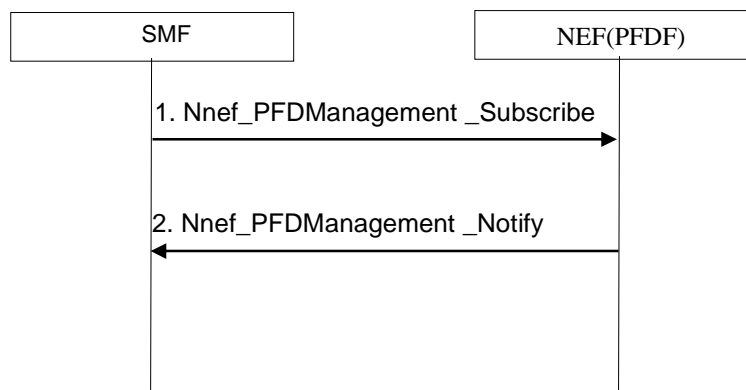 SMF
NEF(PFDF)
1. Nnef_PFDManagement _Subscribe
2. Nnef_PFDManagement _Notify